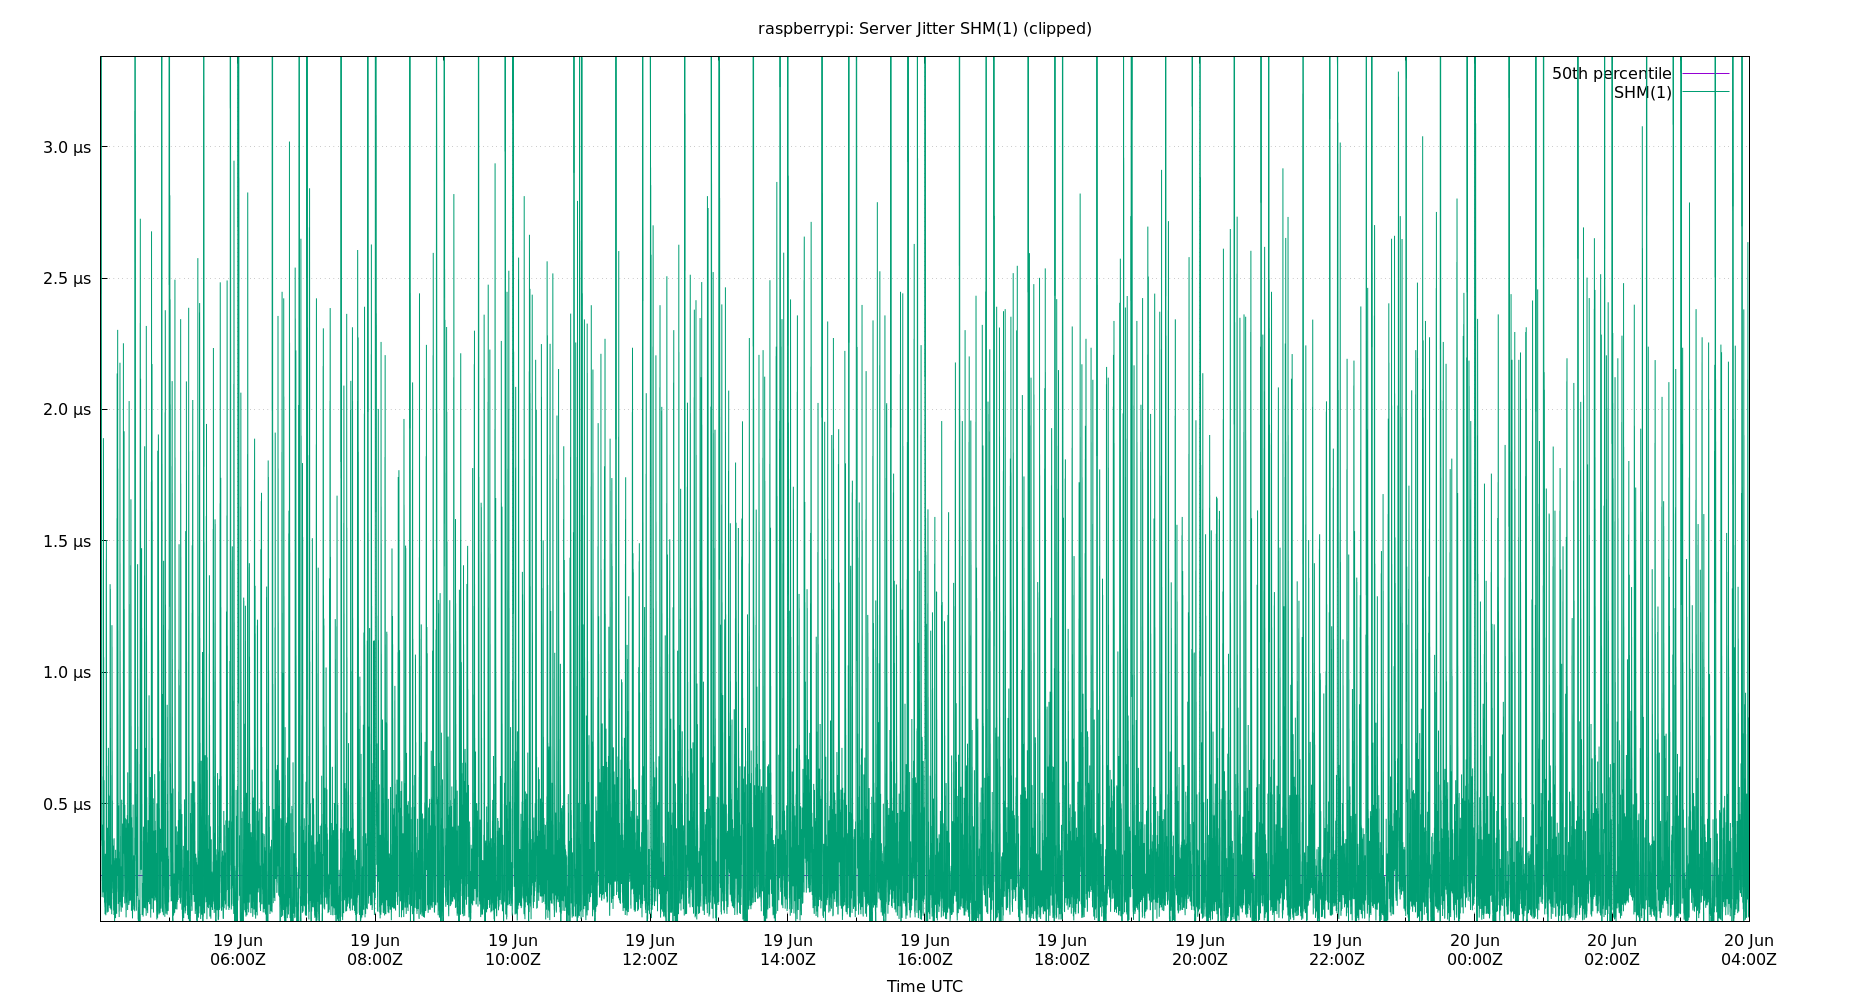 raspberrypi: Server Jitter SHM(1) (clipped)
50th percentile
SHM(1)
3.0 µs
2.5 µs
2.0 µs
1.5 µs
1.0 µs
0.5 µs
19 Jun 19 Jun 19 Jun 19 Jun 19 Jun 19 Jun 19 Jun 19 Jun 19 Jun 20 Jun 20 Jun 20 Jun
06:00Z 08:00Z 10:00Z 12:00Z 14:00Z 16:00Z 18:00Z 20:00Z 22:00Z 00:00Z 02:00Z 04:00Z
Time UTC